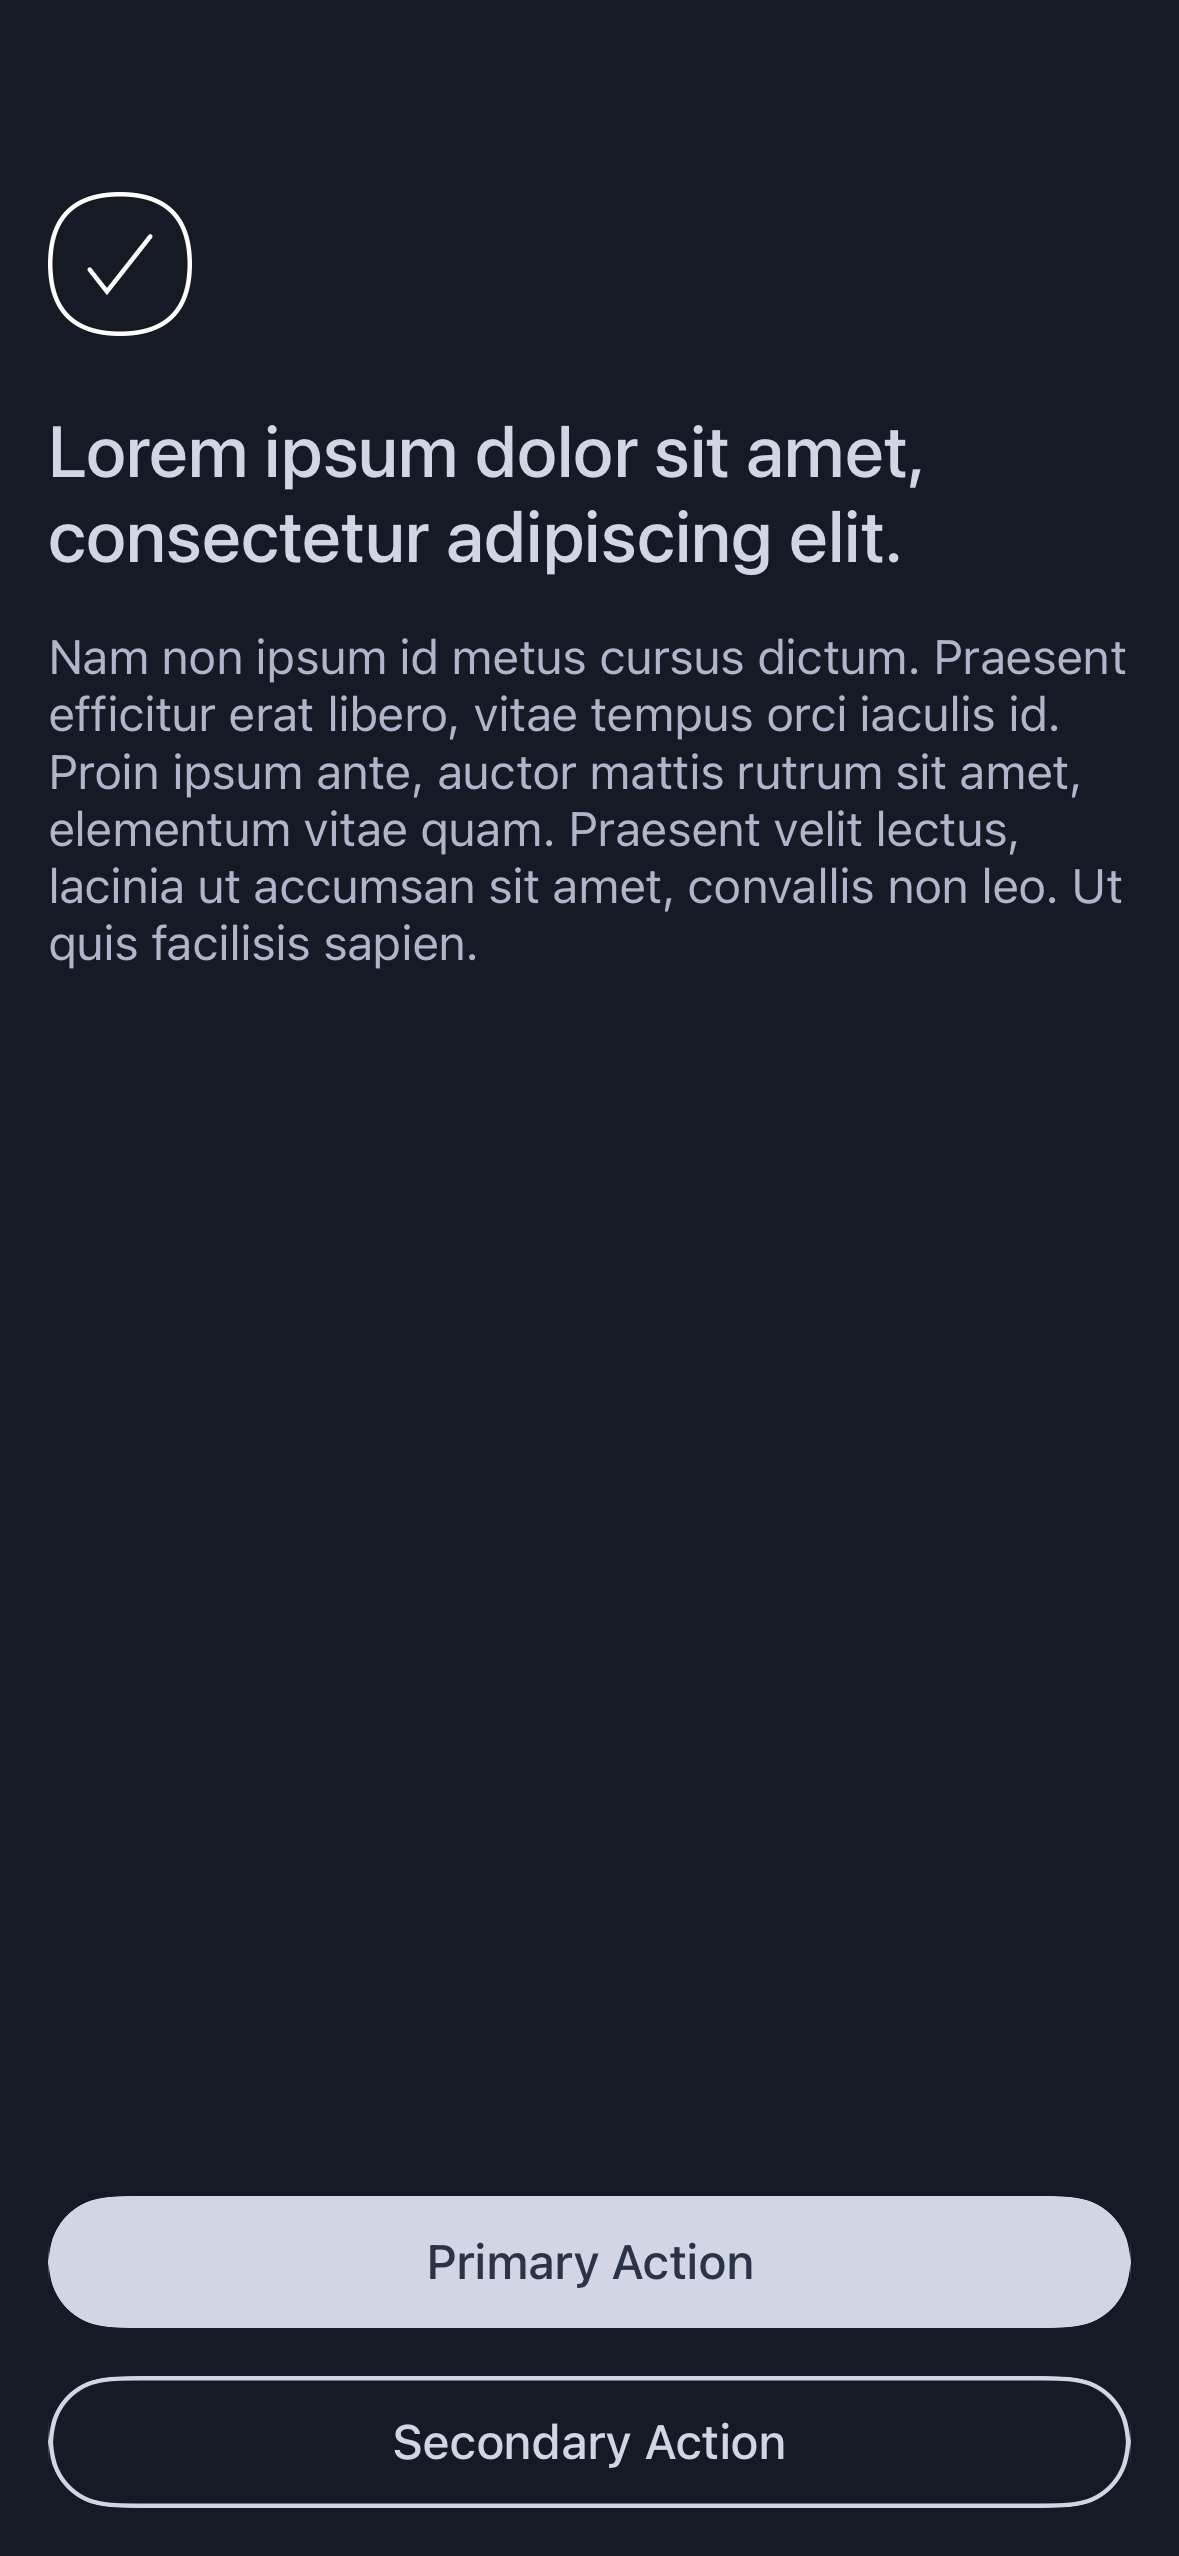 Lorem ipsum dolor sit amet,
consectetur adipiscing elit.
Nam non ipsum id metus cursus dictum. Praesent
efficitur erat libero, vitae tempus orci iaculis id.
Proin ipsum ante, auctor mattis rutrum sit amet,
elementum vitae quam. Praesent velit lectus,
lacinia ut accumsan sit amet, convallis non leo. Ut
quis facilisis sapien.
Primary Action
Secondary Action